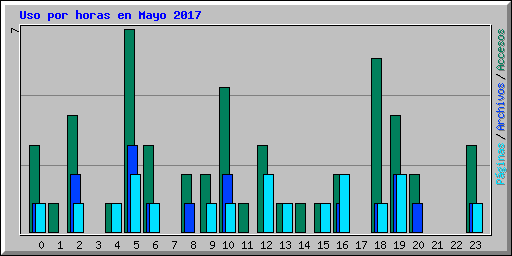 Uso por horas en Mayo 2017
7
Páginas / Archivos / Accesos
0 1 2 3 4 5 6 7 8 9 10 11 12 13 14 15 16 17 18 19 20 21 22 23